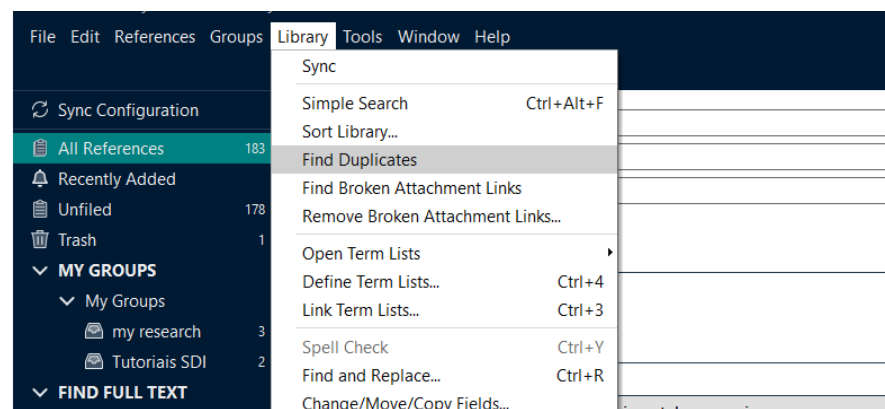 File Edit References Groups Library Tools Window Help
Sync
Sync Configuration
All References 183
Recently Added
Unfiled 178
Trash 1
MY GROUPS
My Groups
my research 3
Tutoriais SDI 2
FIND FULL TEXT
Simple Search Ctrl+Alt+F
Sort Library...
Find Duplicates
Find Broken Attachment Links
Remove Broken Attachment Links...
Open Term Lists
Define Term Lists... Ctrl+4
Link Term Lists... Ctrl+3
Spell Check Ctrl+Y
Find and Replace... Ctrl+R
Change/Move/Copy Fields...